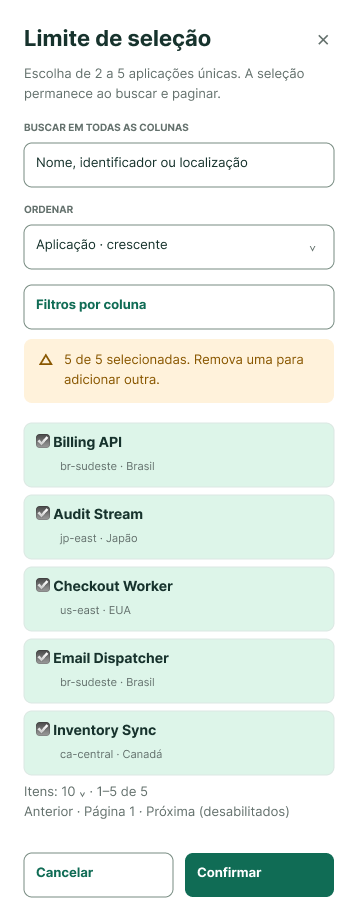 Limite de seleção
Escolha de 2 a 5 aplicações únicas. A seleção
permanece ao buscar e paginar.
BUSCAR EM TODAS AS COLUNAS
Nome, identificador ou localização
ORDENAR
Aplicação · crescente
Filtros por coluna
5 de 5 selecionadas. Remova uma para
adicionar outra.
Billing API
br-sudeste · Brasil
Audit Stream
jp-east · Japão
Checkout Worker
us-east · EUA
Email Dispatcher
br-sudeste · Brasil
Inventory Sync
ca-central · Canadá
Itens: 10 v · 1–5 de 5
Anterior · Página 1 · Próxima (desabilitados)
Cancelar
Confirmar